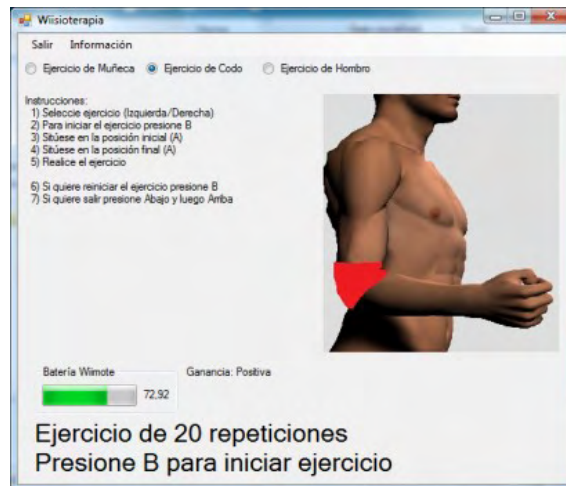 Wiisioterapia
Salir Información
Ejercicio de Muñeca Ejercicio de Codo Ejercicio de Hombro
Instrucciones:
1) Seleccie ejercicio (Izquierda/Derecha)
2) Para iniciar el ejercicio presione B
3) Sitúese en la posición inicial (A)
4) Sitúese en la posición final (A)
5) Realice el ejercicio
6) Si quiere reiniciar el ejercicio presione B
7) Si quiere salir presione Abajo y luego Arriba
Batería Wiimote Ganancia: Positiva
72,92
Ejercicio de 20 repeticiones
Presione B para iniciar ejercicio